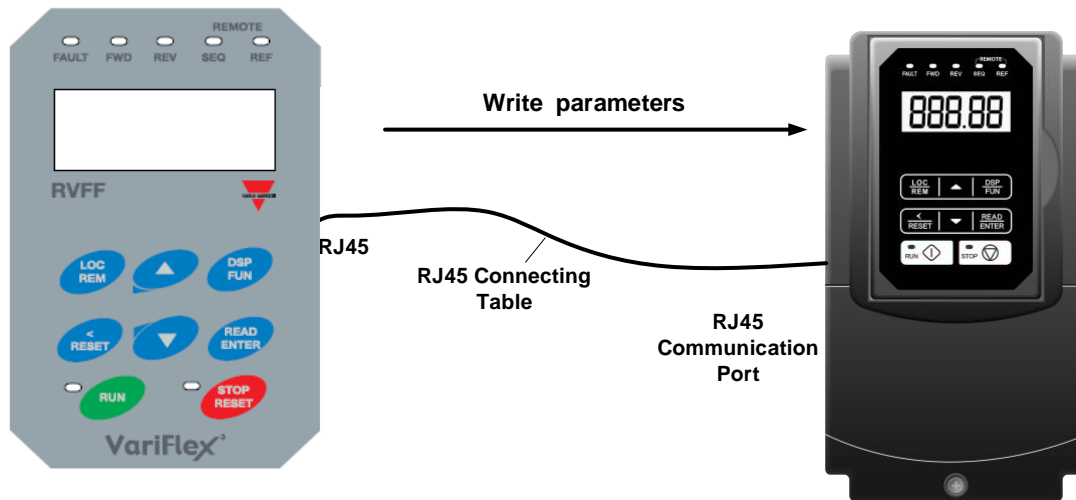 REMOTE
FAULT FWD REV SEQ REF
RVFF
LOC
REM
DSP
FUN
<
RESET
READ
ENTER
RUN
STOP
RESET
VariFlex³
Write parameters
RJ45
RJ45 Connecting
Table
RJ45
Communication
Port
REMOTE
FAULT FWD REV SEQ REF
888.88
LOC
REM
DSP
FUN
<
RESET
READ
ENTER
RUN
STOP